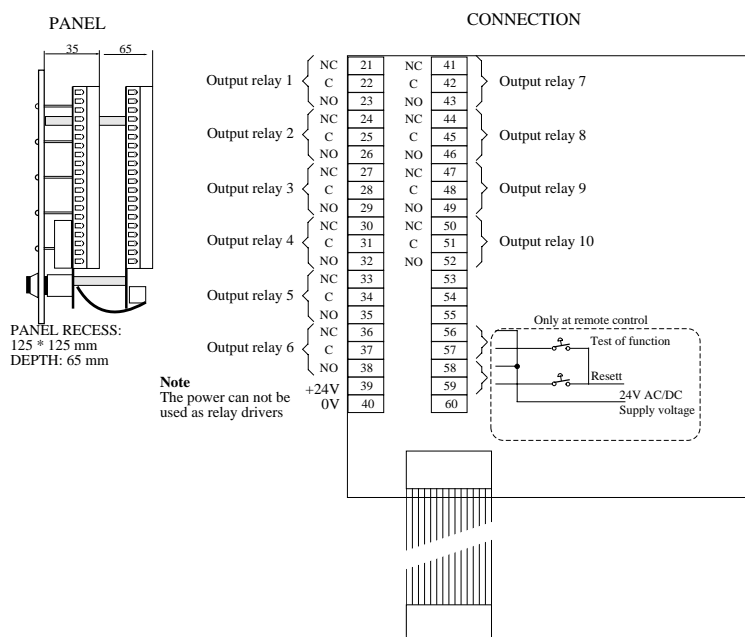 PANEL
35 65
PANEL RECESS:
125 * 125 mm
DEPTH: 65 mm
CONNECTION
Output relay 1
NC 21
C 22
NO 23
Output relay 2
NC 24
C 25
NO 26
Output relay 3
NC 27
C 28
NO 29
Output relay 4
NC 30
C 31
NO 32
Output relay 5
NC 33
C 34
NO 35
Output relay 6
NC 36
C 37
NO 38
+24V 39
0V 40
Note
The power can not be
used as relay drivers
NC 41
C 42
NO 43
Output relay 7
NC 44
C 45
NO 46
Output relay 8
NC 47
C 48
NO 49
Output relay 9
NC 50
C 51
NO 52
Output relay 10
53
54
55
56
57
58
59
60
Only at remote control
Test of function
Resett
24V AC/DC
Supply voltage